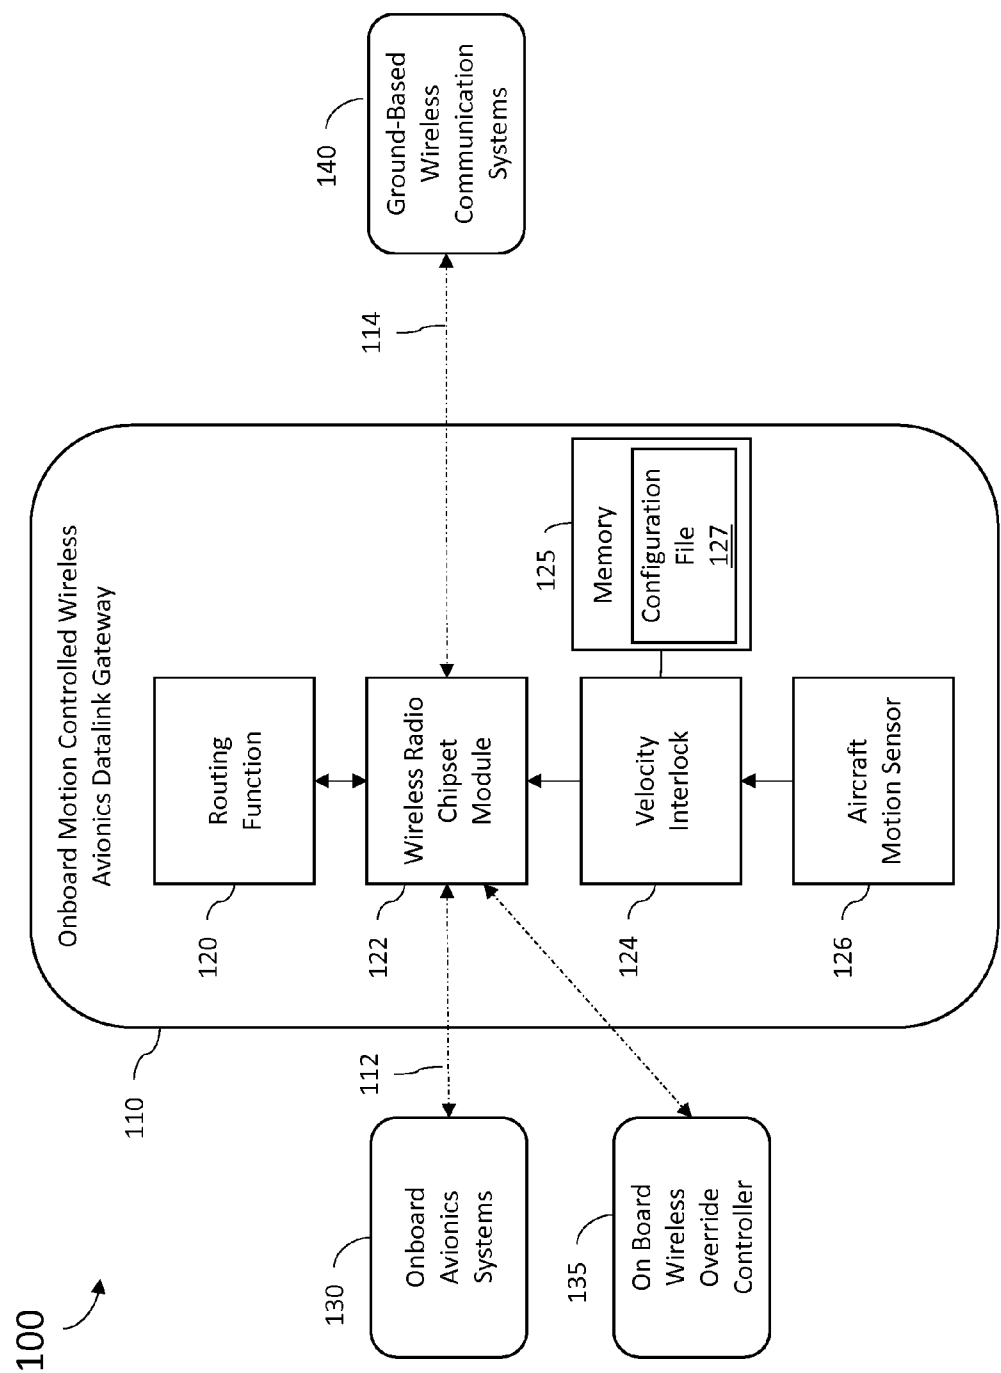 100
110
Onboard Motion Controlled Wireless
Avionics Datalink Gateway
120
Routing
Function
122
Wireless Radio
Chipset
Module
124
Velocity
Interlock
125
Memory
Configuration
File
127
126
Aircraft
Motion Sensor
112
130
Onboard
Avionics
Systems
135
On Board
Wireless
Override
Controller
114
140
Ground-Based
Wireless
Communication
Systems